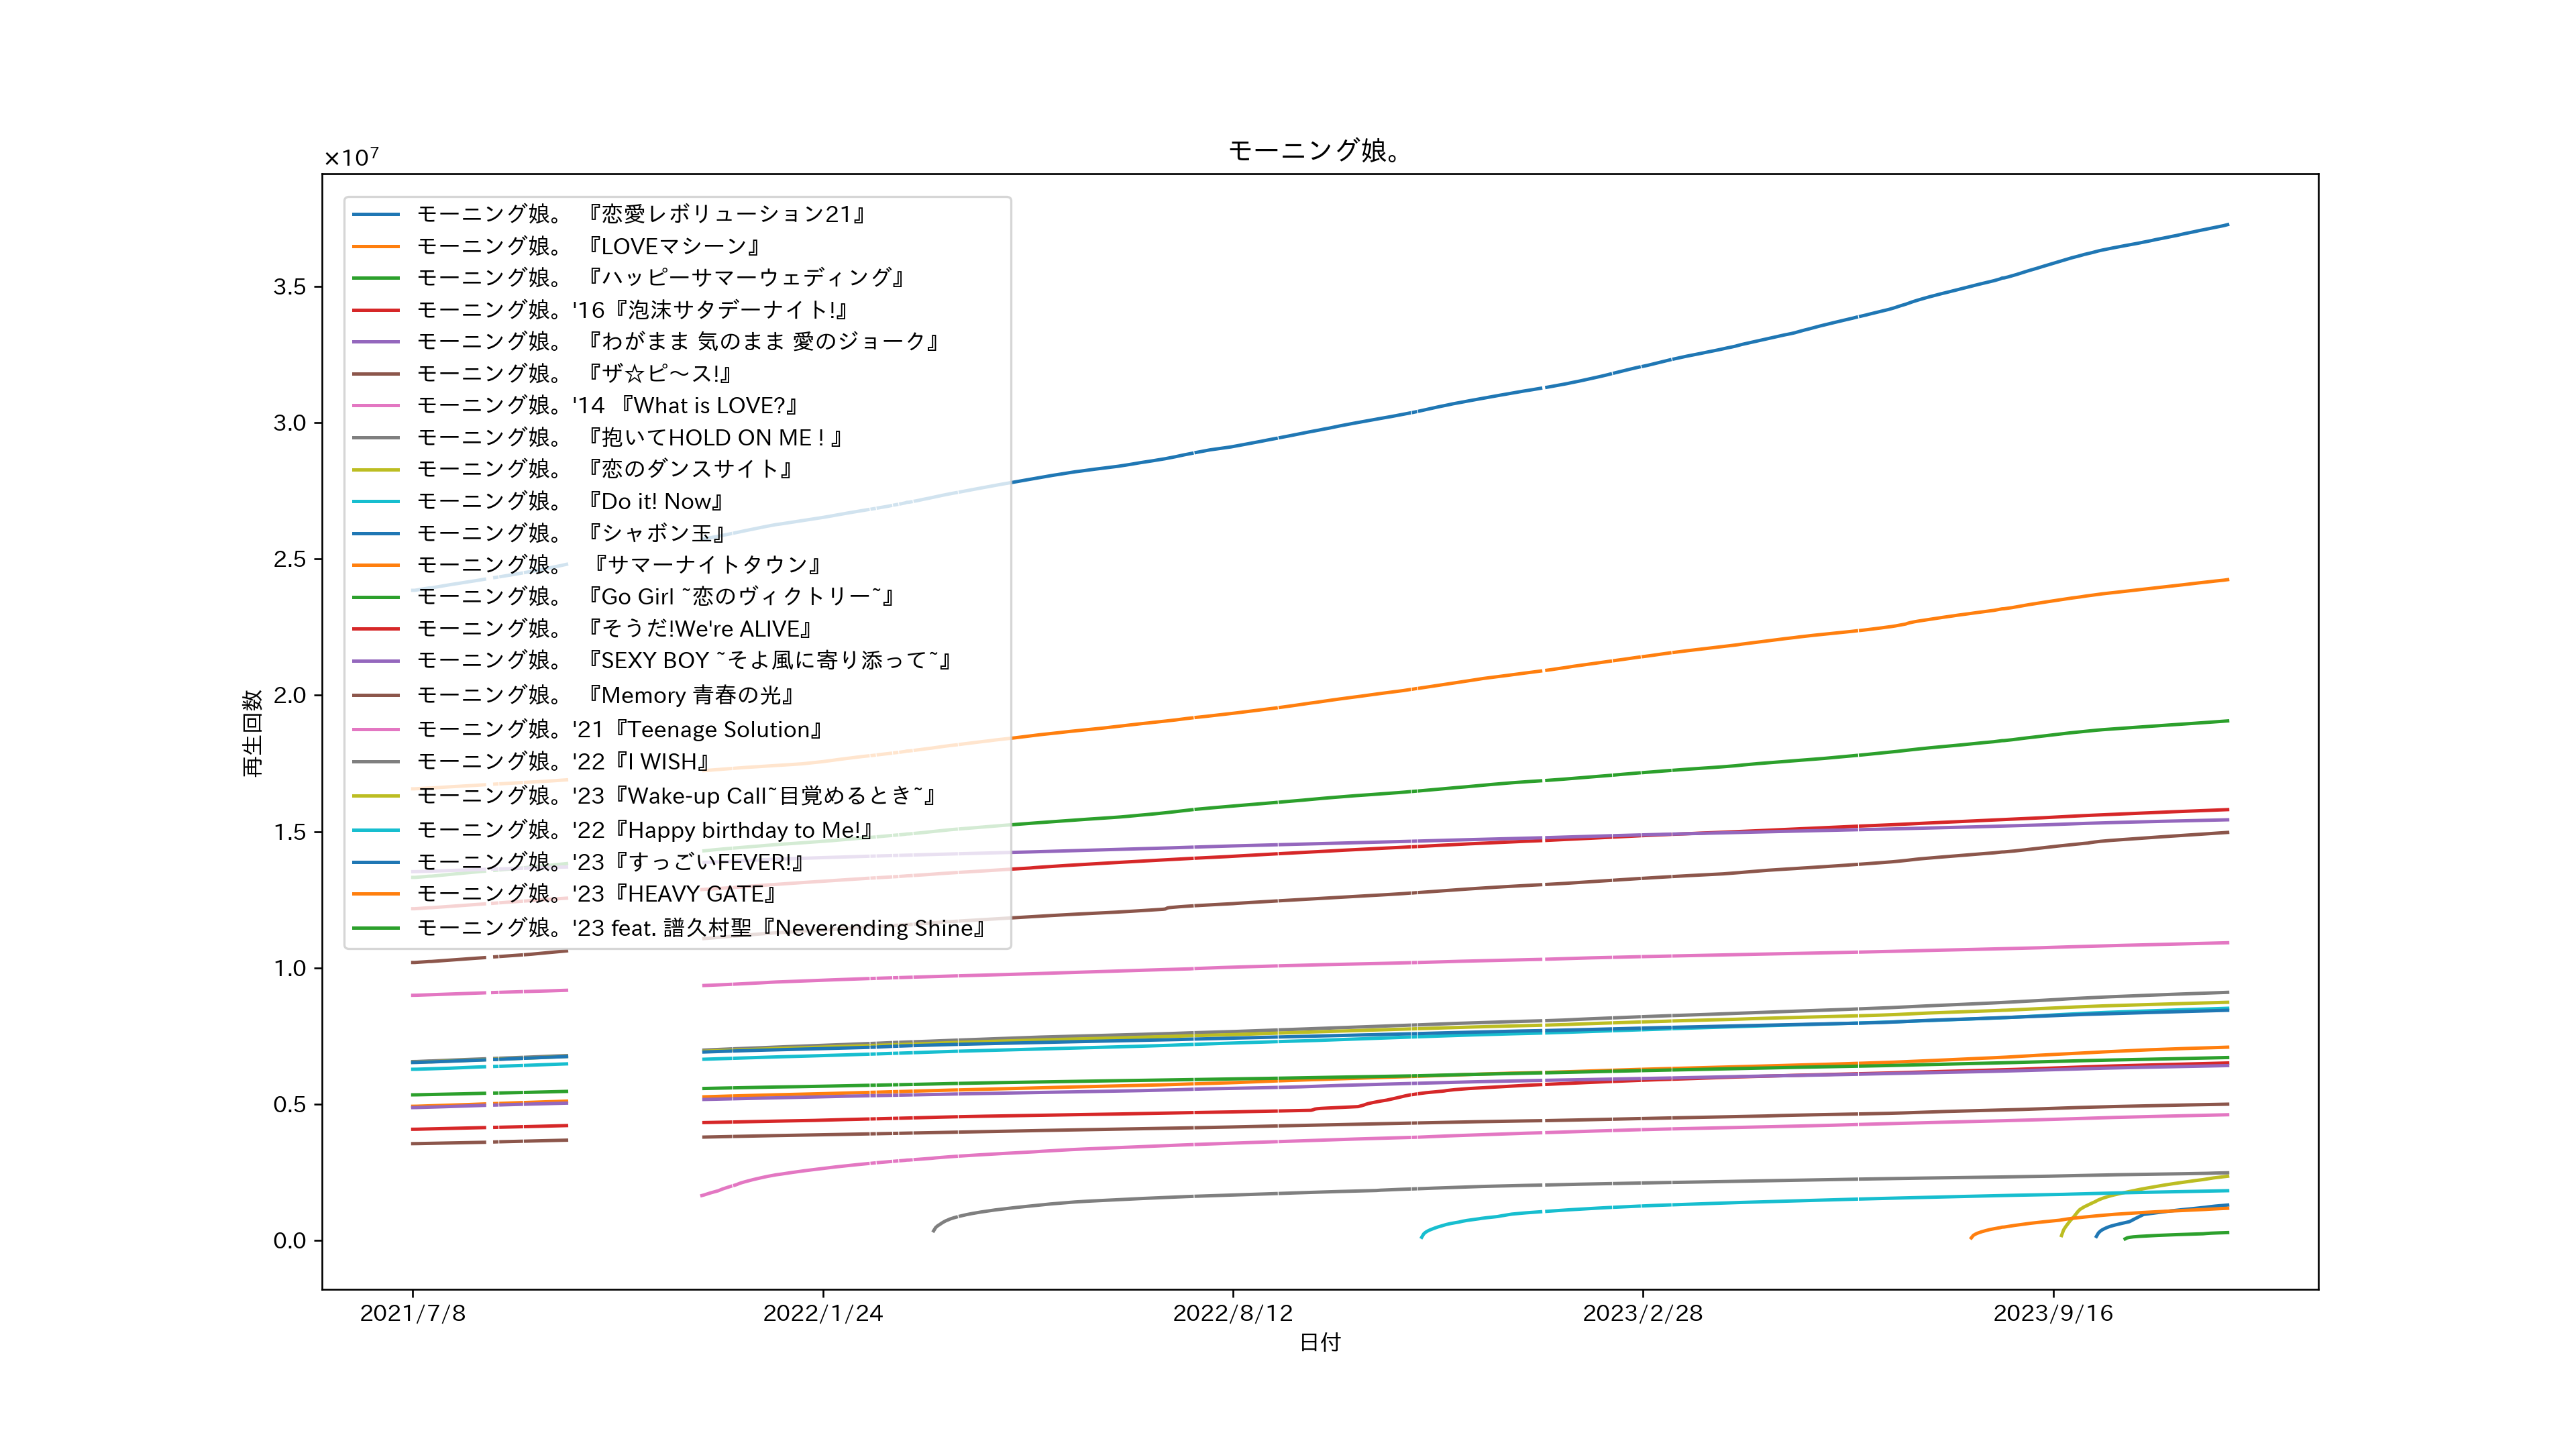 モーニング娘。
×10⁷
モーニング娘。 『恋愛レボリューション21』
モーニング娘。 『LOVEマシーン』
モーニング娘。 『ハッピーサマーウェディング』
モーニング娘。'16『泡沫サタデーナイト!』
モーニング娘。 『わがまま 気のまま 愛のジョーク』
モーニング娘。 『ザ☆ピ～ス!』
モーニング娘。'14 『What is LOVE?』
モーニング娘。 『抱いてHOLD ON ME ! 』
モーニング娘。 『恋のダンスサイト』
モーニング娘。 『Do it! Now』
モーニング娘。 『シャボン玉』
モーニング娘。 『サマーナイトタウン』
モーニング娘。 『Go Girl ~恋のヴィクトリー~』
モーニング娘。 『そうだ!We're ALIVE』
モーニング娘。 『SEXY BOY ~そよ風に寄り添って~』
モーニング娘。 『Memory 青春の光』
モーニング娘。'21『Teenage Solution』
モーニング娘。'22『I WISH』
モーニング娘。'23『Wake-up Call~目覚めるとき~』
モーニング娘。'22『Happy birthday to Me!』
モーニング娘。'23『すっごいFEVER!』
モーニング娘。'23『HEAVY GATE』
モーニング娘。'23 feat. 譜久村聖『Neverending Shine』
3.5
3.0
2.5
2.0
1.5
1.0
0.5
0.0
再生回数
2021/7/8
2022/1/24
2022/8/12
2023/2/28
2023/9/16
日付